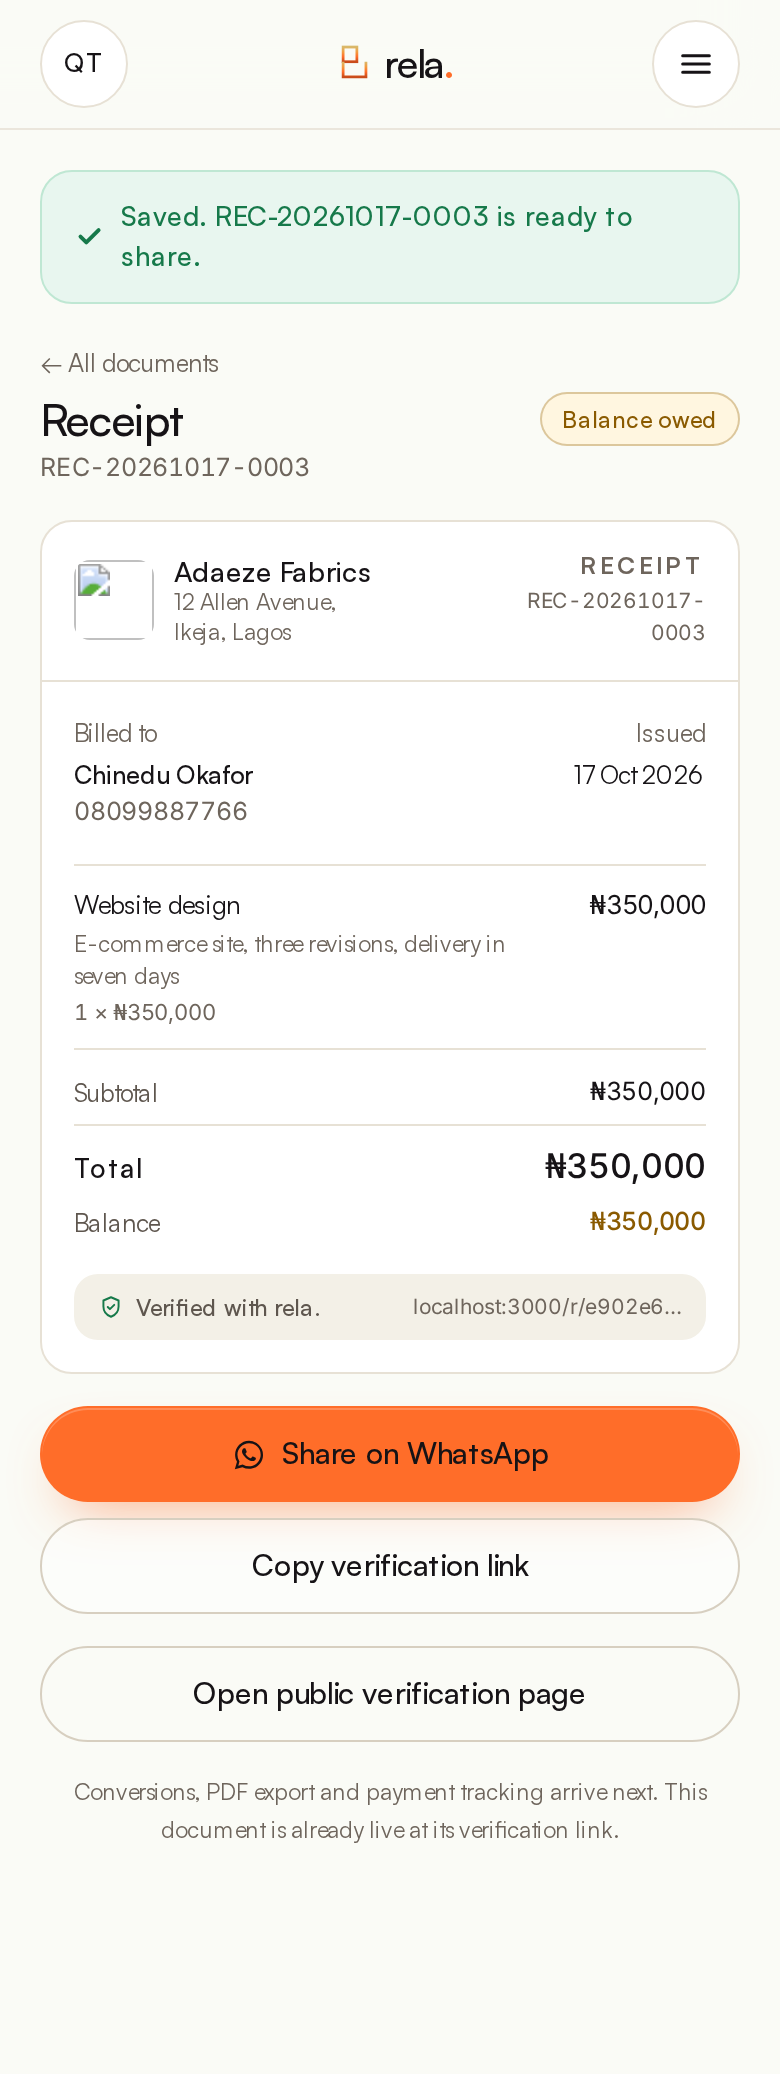 QT
rela.
Saved. REC-20261017-0003 is ready to
share.
← All documents
Receipt
Balance owed
REC-20261017-0003
Adaeze Fabrics
12 Allen Avenue,
Ikeja, Lagos
RECEIPT
REC-20261017-
0003
Billed to
Issued
Chinedu Okafor
17 Oct 2026
08099887766
Website design
₦350,000
E-commerce site, three revisions, delivery in
seven days
1 × ₦350,000
Subtotal
₦350,000
Total
₦350,000
Balance
₦350,000
Verified with rela.
localhost:3000/r/e902e6...
Share on WhatsApp
Copy verification link
Open public verification page
Conversions, PDF export and payment tracking arrive next. This
document is already live at its verification link.